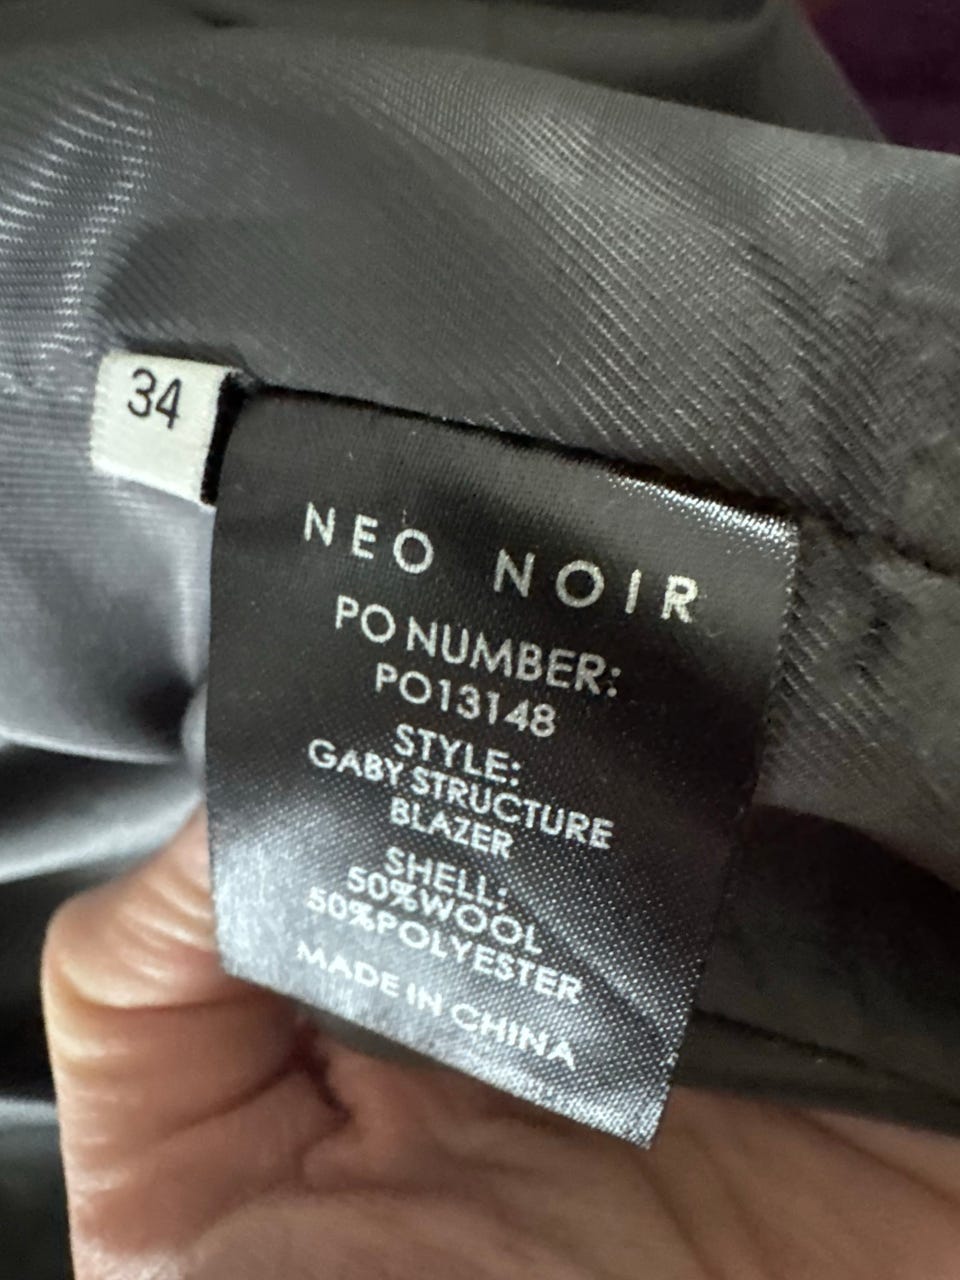 34
NEO NOIR
PO NUMBER:
PO13148
STYLE:
GABY STRUCTURE
BLAZER
SHELL:
50%WOOL
50%POLYESTER
MADE IN CHINA